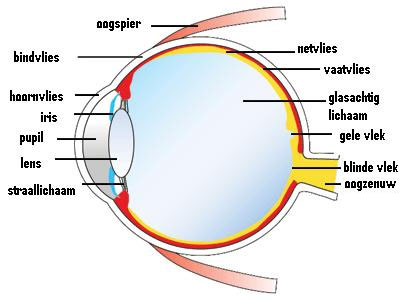 oogspier
bindvlies
hoornvlies
iris
pupil
lens
straallichaam
netvlies
vaatvlies
glasachtig
lichaam
gele vlek
blinde vlek
oogzenuw